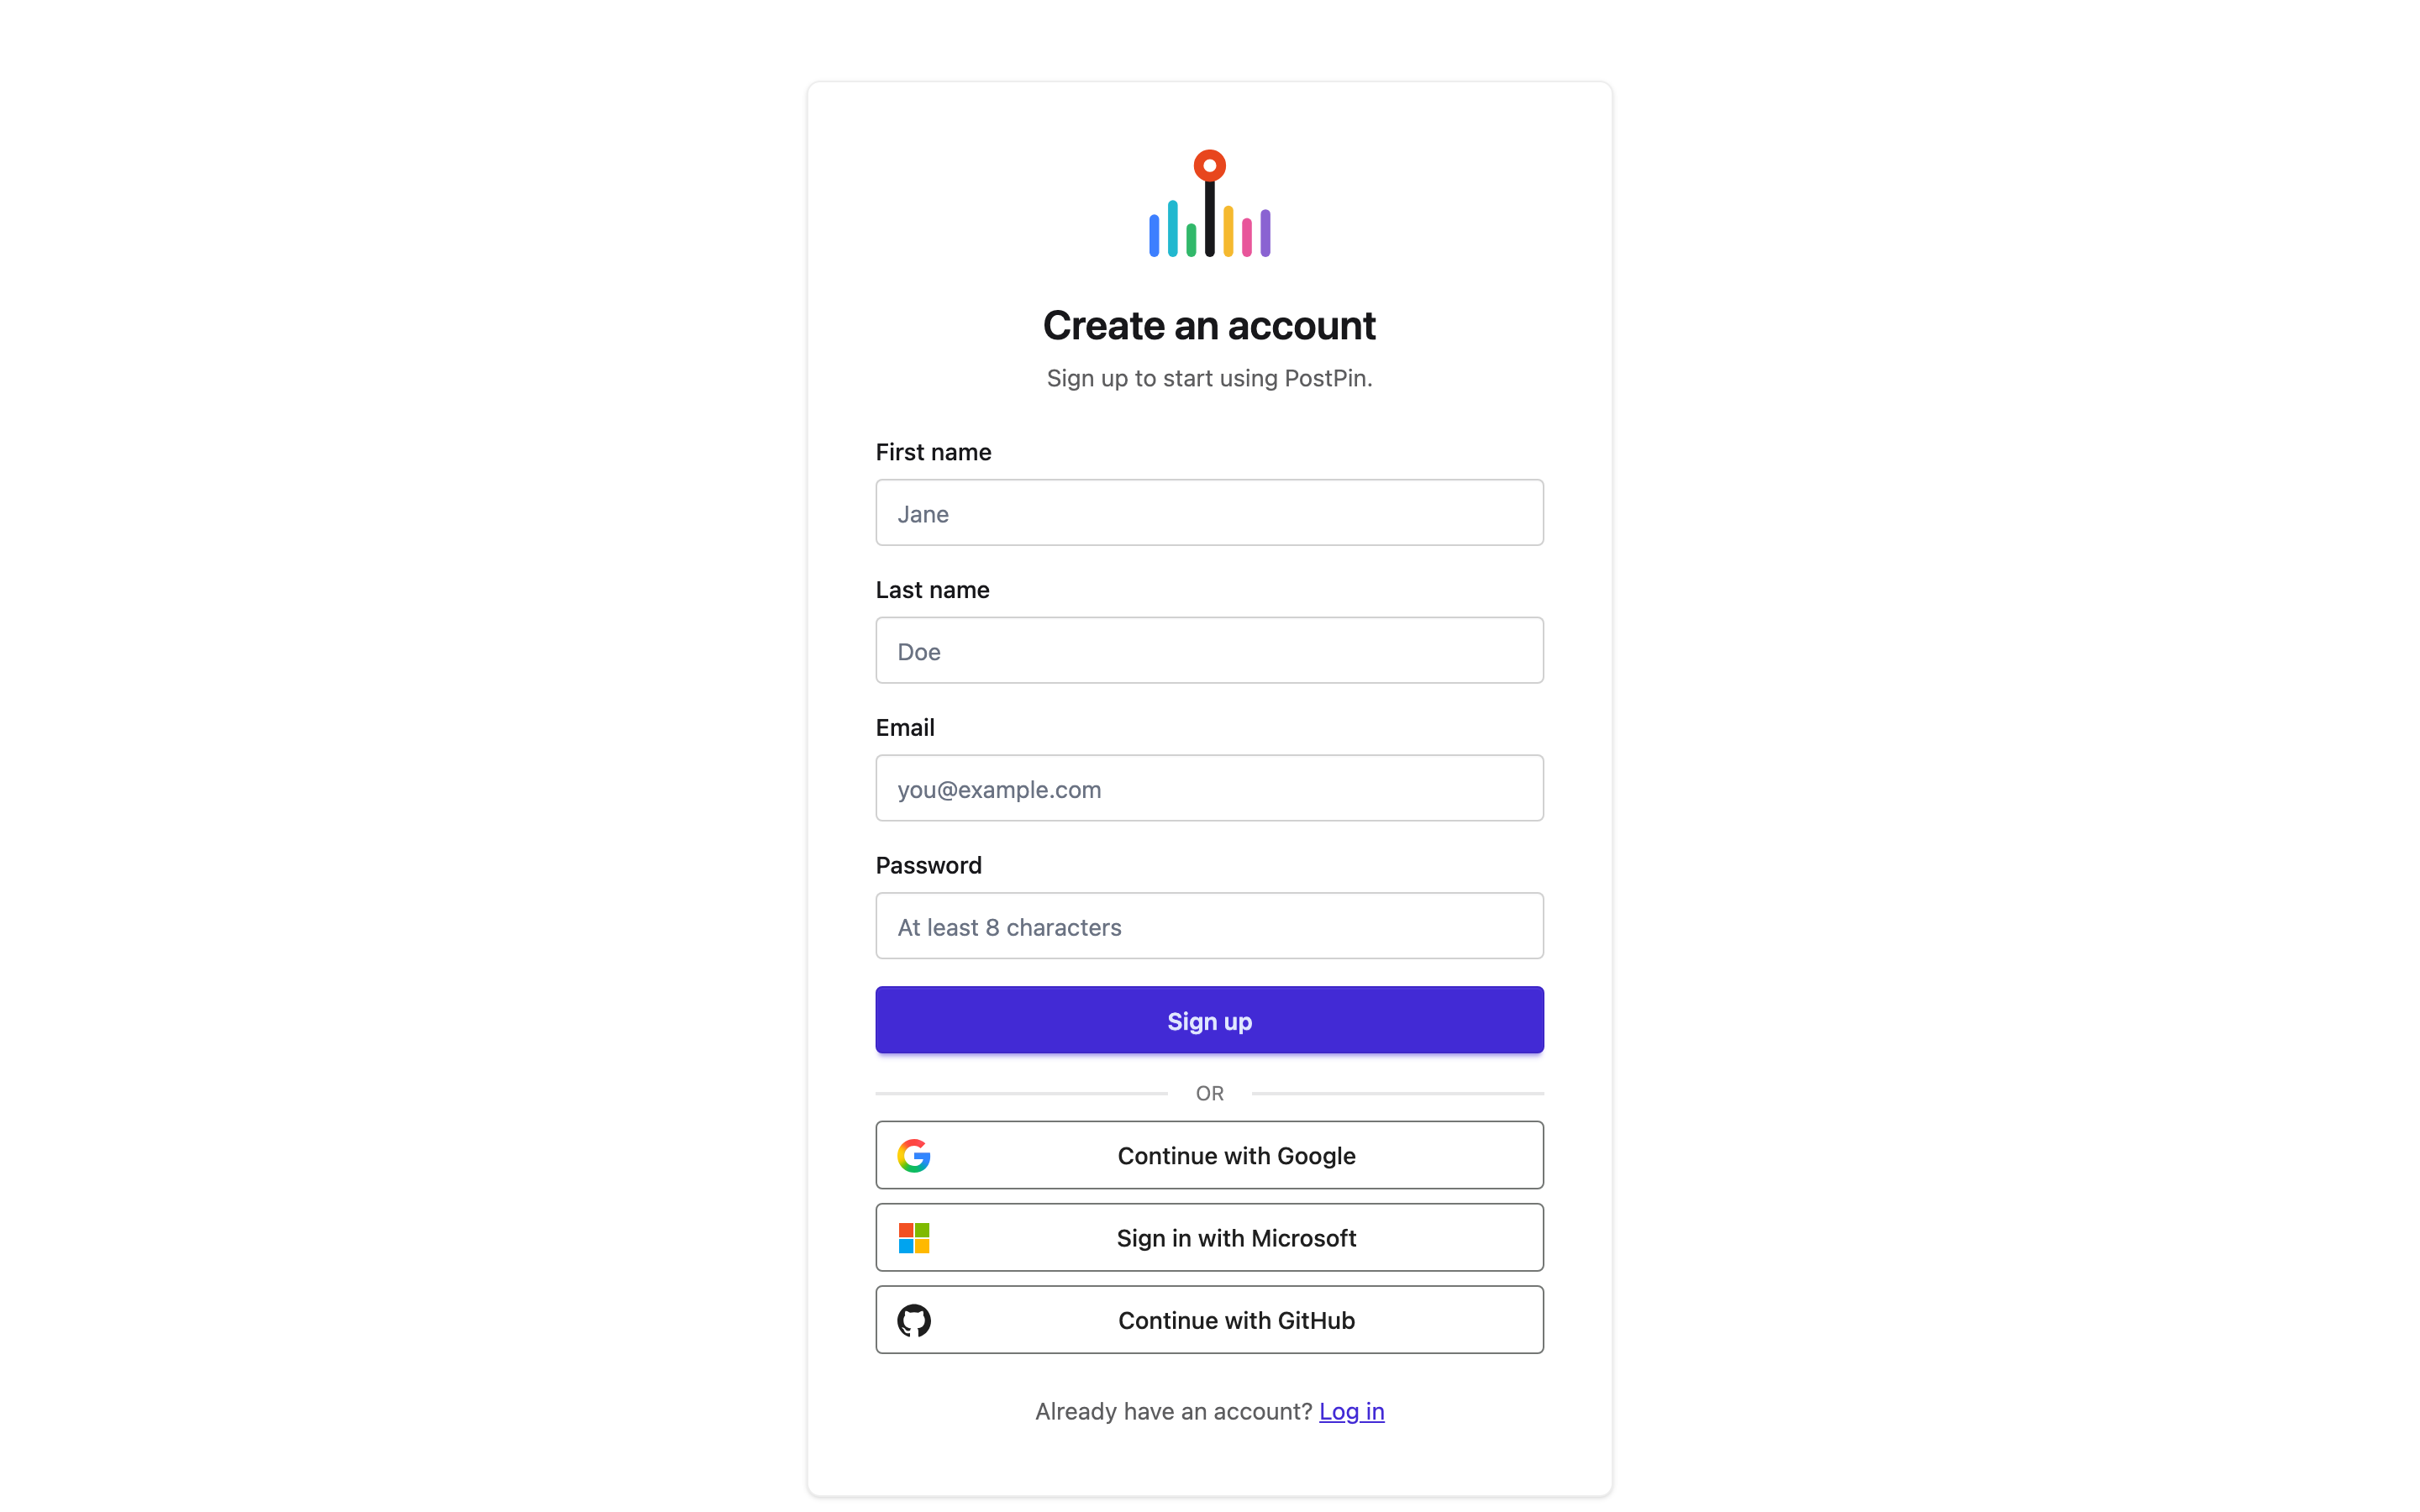 Create an account
Sign up to start using PostPin.
First name
Jane
Last name
Doe
Email
you@example.com
Password
At least 8 characters
Sign up
OR
Continue with Google
Sign in with Microsoft
Continue with GitHub
Already have an account? Log in